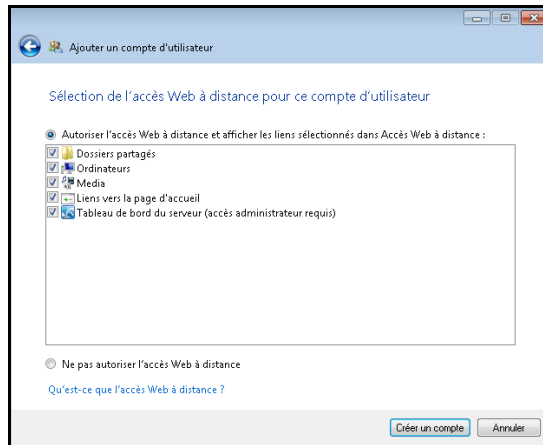 Ajouter un compte d'utilisateur
Sélection de l'accès Web à distance pour ce compte d'utilisateur
Autoriser l'accès Web à distance et afficher les liens sélectionnés dans Accès Web à distance :
Dossiers partagés
Ordinateurs
Media
Liens vers la page d'accueil
Tableau de bord du serveur (accès administrateur requis)
Ne pas autoriser l'accès Web à distance
Qu'est-ce que l'accès Web à distance ?
Créer un compte Annuler